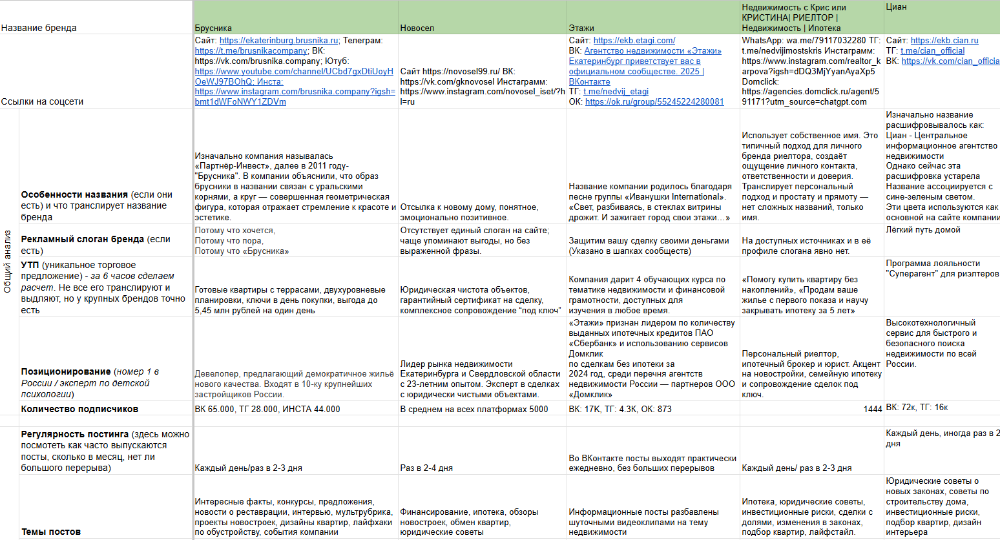 Название бренда
Брусника
Новосел
Этажи
Недвижимость с Крис или
КРИСТИНА| РИЕЛТОР |
Недвижимость | Ипотека
Циан
Ссылки на соцсети
Сайт: https://ekaterinburg.brusnika.ru; Телеграм:
https://t.me/brusnikacompany; ВК:
https://vk.com/brusnika.company; Ютуб:
https://www.youtube.com/channel/UCbd7gxDtiUoyH
OeWJ97BOhQ; Инста:
https://www.instagram.com/brusnika.company?igsh=
bmt1dWFoNWY1ZDVm
Сайт https://novosel99.ru/ ВК:
https://vk.com/gknovosel Инстаграмм:
https://www.instagram.com/novosel_iset/?h
l=ru
Сайт: https://ekb.etagi.com/
ВК: Агентство недвижимости «Этажи»
Екатеринбург приветствует вас в
официальном сообществе. 2025 |
ВКонтакте
ТГ: t.me/nedvij_etagi
ОК: https://ok.ru/group/55245224280081
WhatsApp: wa.me/79117032280 ТГ:
t.me/nedvijimostskris Инстаграмм:
https://www.instagram.com/realtor_k
arpova?igsh=dDQ3MjYyanAyaXp5
Domclick:
https://agencies.domclick.ru/agent/5
91171?utm_source=chatgpt.com
Сайт: https://ekb.cian.ru
ТГ: t.me/cian_official
ВК: https://vk.com/cian_officia
Общий анализ
Особенности названия (если они
есть) и что транслирует название
бренда
Изначально компания называлась
«Партнёр-Инвест», далее в 2011 году-
"Брусника". В компании объяснили, что образ
брусники в названии связан с уральскими
корнями, а круг — совершенная геометрическая
фигура, которая отражает стремление к красоте и
эстетике.
Отсылка к новому дому, понятное,
эмоционально позитивное.
Название компании родилось благодаря
песне группы «Иванушки International».
«Свет, разбиваясь, в стеклах витрины
дрожит. И зажигает город свои этажи...»
Использует собственное имя. Это
типичный подход для личного
бренда риелтора, создаёт
ощущение личного контакта,
ответственности и доверия.
Транслирует персональный
подход и простату и прямоту —
нет сложных названий, только
имя.
Изначально название
расшифровывалось как:
Циан - Центральное
информационное агентство
недвижимости
Однако сейчас эта
расшифровка устарела
Название ассоциируется с
сине-зеленым светом.
Эти цвета используются как
основной на сайте компании
Рекламный слоган бренда (если
есть)
Потому что хочется,
Потому что пора,
Потому что «Брусника»
Отсутствует единый слоган на сайте;
чаще упоминают выгоды, но без
выраженной фразы.
Защитим вашу сделку своими деньгами
(Указано в шапках сообществ)
На доступных источниках и в её
профиле слогана явно нет.
Лёгкий путь домой
УТП (уникальное торговое
предложение) - за 6 часов сделаем
расчет. Не все его транслируют и
выдляют, но у крупных брендов точно
есть
Готовые квартиры с террасами, двухуровневые
планировки, ключи в день покупки, выгода до
5,45 млн рублей на один день
Юридическая чистота объектов,
гарантийный сертификат на сделку,
комплексное сопровождение “под ключ”
Компания дарит 4 обучающих курса по
тематике недвижимости и финансовой
грамотности, доступных для
изучения в любое время.
«Помогу купить квартиру без
накоплений», «Продам ваше
жилье с первого показа и научу
закрывать ипотеку за 5 лет»
Программа лояльности
"Суперагент" для риэлтеров
Позиционирование (номер 1 в
России / эксперт по детской
психологии)
Девелопер, предлагающий демократичное жильё
нового качества. Входят в 10-ку крупнейших
застройщиков России.
Лидер рынка недвижимости
Екатеринбурга и Свердловской области
с 23-летним опытом. Эксперт в сделках
с юридически чистыми объектами.
«Этажи» признан лидером по количеству
выданных ипотечных кредитов ПАО
«Сбербанк» и использованию сервисов
Домклик
по сделкам без ипотеки за
2024 год, среди перечня агентств
недвижимости России — партнеров ООО
«Домклик»
Персональный риелтор,
ипотечный брокер и юрист. Акцент
на новостройки, семейную ипотеку
и сопровождение сделок под
ключ.
Высокотехнологичный
сервис для быстрого и
безопасного поиска
недвижимости по всей
России.
Количество подписчиков
ВК 65.000, ТГ 28.000, ИНСТА 44.000
В среднем на всех платформах 5000
ВК: 17K, ТГ: 4.3K, ОК: 873
1444
ВК: 72к, ТГ: 16к
Регулярность постинга (здесь можно
посмотеть как часто выпускаются
посты, сколько в месяц, нет ли
большого перерыва)
Каждый день/раз в 2-3 дня
Раз в 2-4 дня
Во ВКонтакте посты выходят практически
ежедневно, без больших перерывов
Каждый день/ раз в 2-3 дня
Каждый день, иногда раз в 2
дня
Темы постов
Интересные факты, конкурсы, предложения,
новости о реставрации, интервью, мультрубрика,
проекты новостроек, дизайны квартир, лайфхаки
по обустройству, события компании
Финансирование, ипотека, обзоры
новостроек, обмен квартир,
юридические советы
Информационные посты разбавлены
шуточными видеоклипами на тему
недвижимости
Ипотека, юридические советы,
инвестиционные риски, сделки с
долями, изменения в законах,
подбор квартир, лайфстайл.
Юридические советы о
новых законах, советы по
строительству дома,
инвестиционные риски,
подбор квартир, дизайн
интерьера